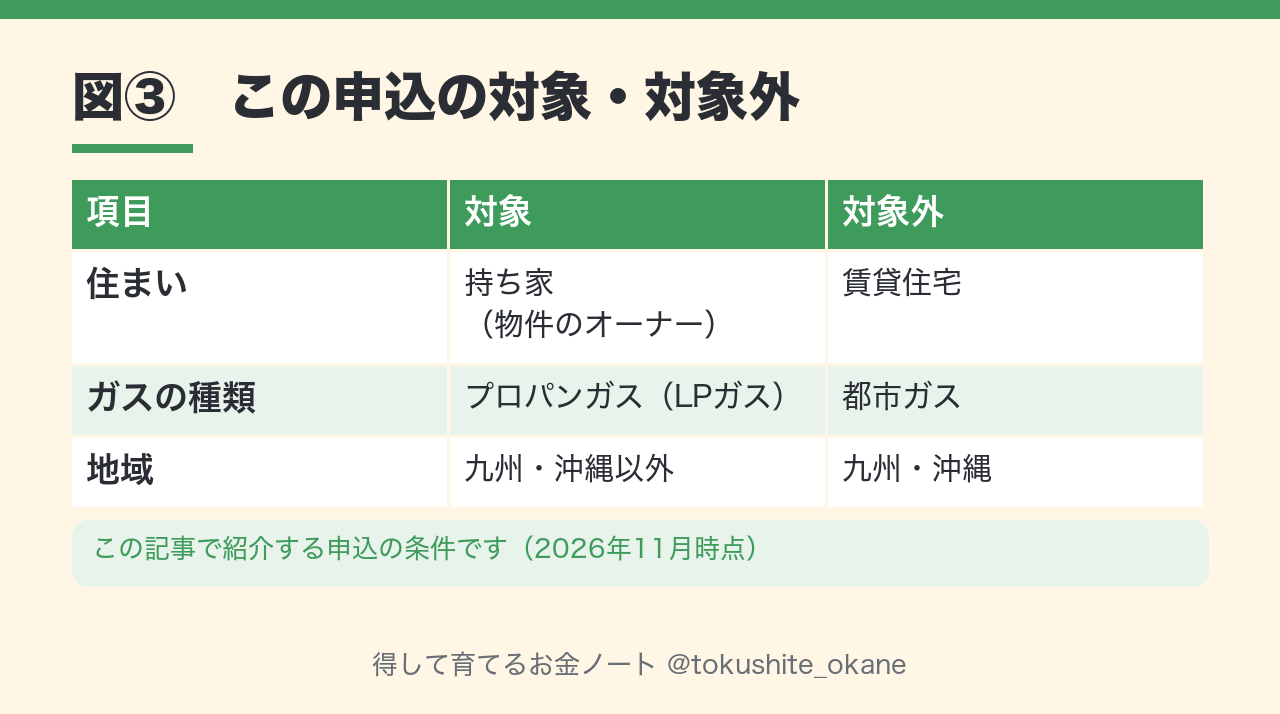 図③　この申込の対象・対象外
項目
対象
対象外
住まい
持ち家
（物件のオーナー）
賃貸住宅
ガスの種類
プロパンガス（LPガス）
都市ガス
地域
九州・沖縄以外
九州・沖縄
この記事で紹介する申込の条件です（2026年11月時点）
得して育てるお金ノート @tokushite_okane